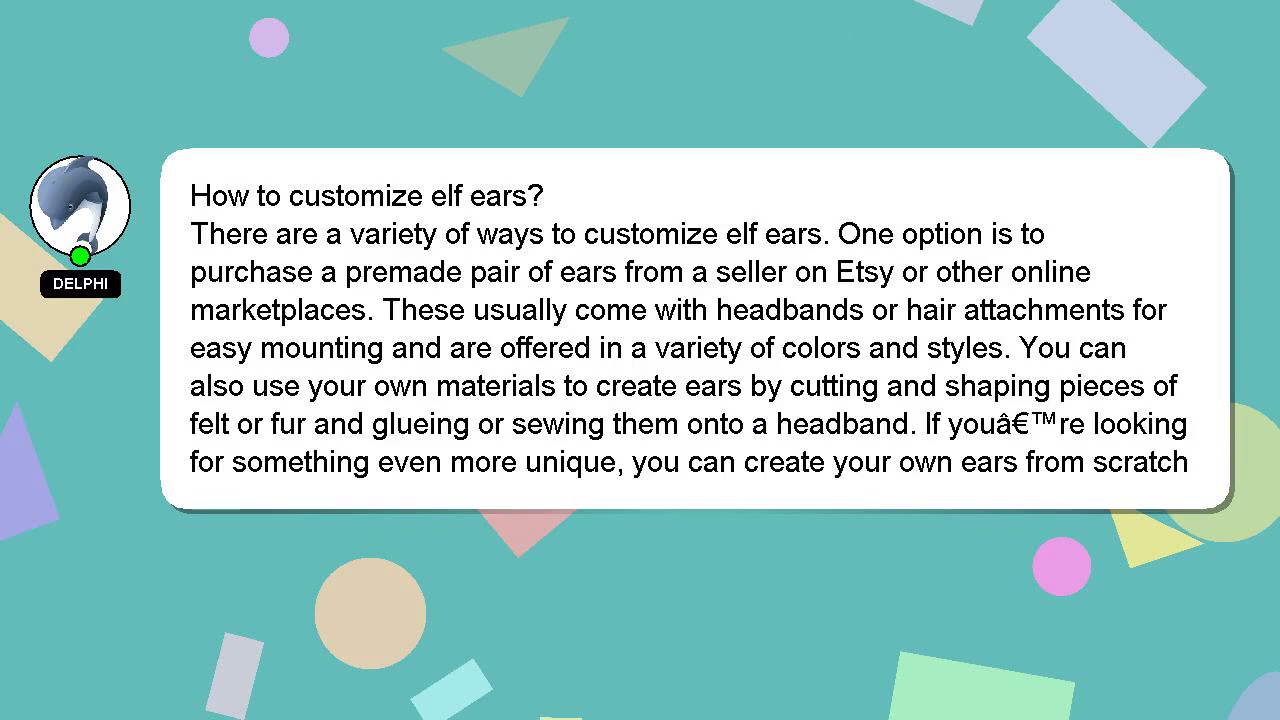 How to customize elf ears?
There are a variety of ways to customize elf ears. One option is to
purchase a premade pair of ears from a seller on Etsy or other online
marketplaces. These usually come with headbands or hair attachments for
easy mounting and are offered in a variety of colors and styles. You can
also use your own materials to create ears by cutting and shaping pieces of
felt or fur and glueing or sewing them onto a headband. If youâ€™re looking
for something even more unique, you can create your own ears from scratch
DELPHI